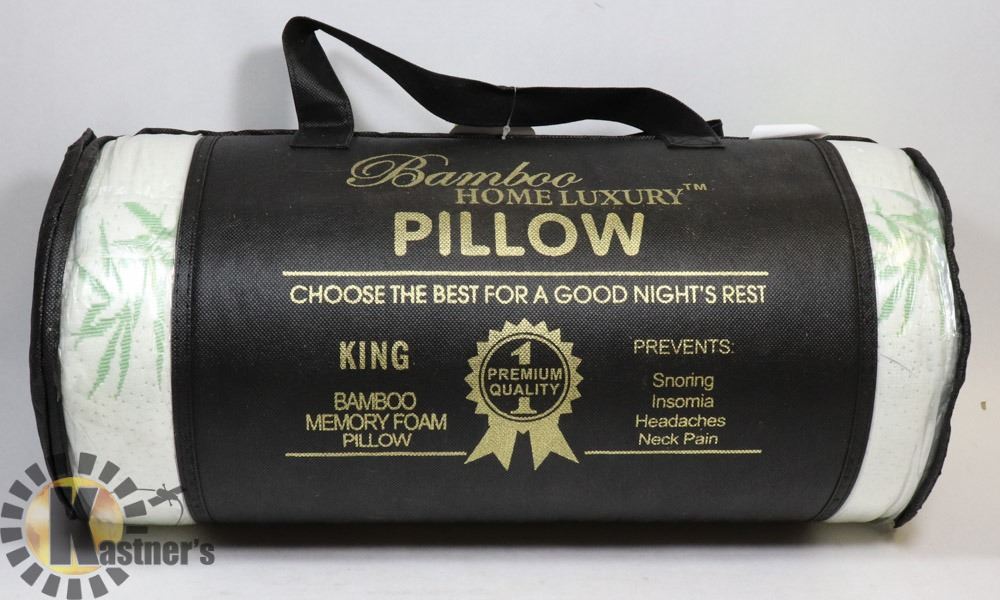 Bamboo
HOME LUXURY™
PILLOW
CHOOSE THE BEST FOR A GOOD NIGHT'S REST
KING
BAMBOO
MEMORY FOAM
PILLOW
1
PREMIUM
QUALITY
1
PREVENTS:
Snoring
Insomia
Headaches
Neck Pain
Kastner's